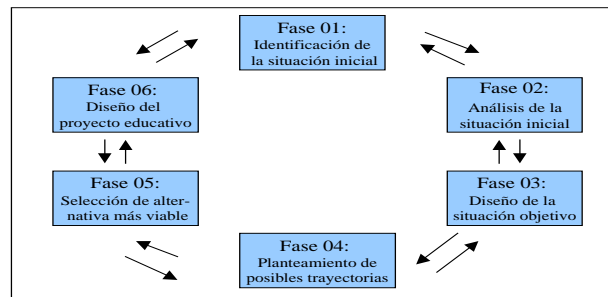 Fase 01:
Identificación de
la situación inicial
Fase 02:
Análisis de la
situación inicial
Fase 03:
Diseño de la
situación objetivo
Fase 04:
Planteamiento de
posibles trayectorias
Fase 05:
Selección de alter-
nativa más viable
Fase 06:
Diseño del
proyecto educativo